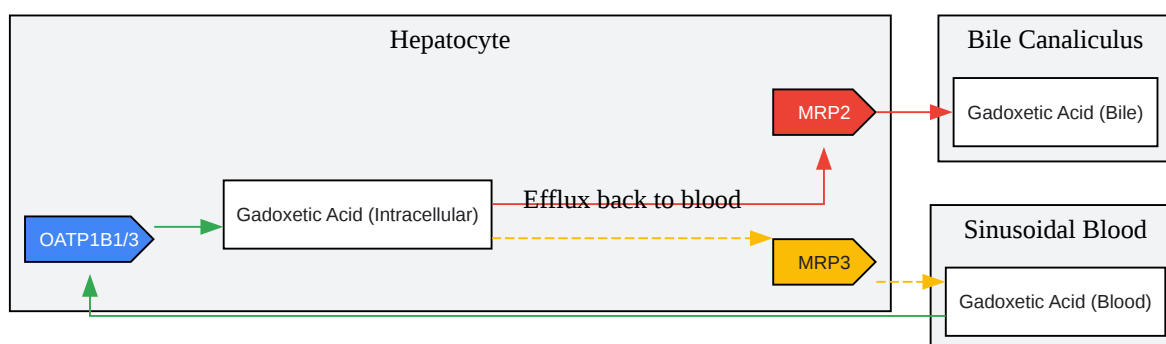 Hepatocyte
Bile Canaliculus
MRP2
Gadoxetic Acid (Bile)
Efflux back to blood
Gadoxetic Acid (Intracellular)
OATP1B1/3
Sinusoidal Blood
MRP3
Gadoxetic Acid (Blood)